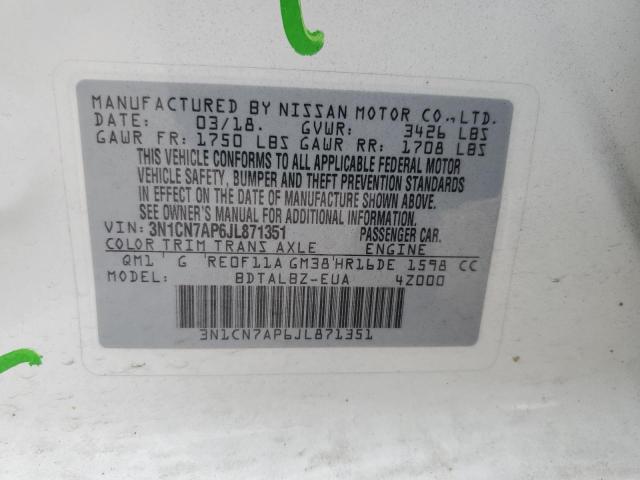 MANUFACTURED BY NISSAN MOTOR CO., LTD.
DATE: 03/18. GVWR: 3426 LBS
GAWR FR: 1750 LBS GAWR RR: 1708 LBS
THIS VEHICLE CONFORMS TO ALL APPLICABLE FEDERAL MOTOR
VEHICLE SAFETY, BUMPER AND THEFT PREVENTION STANDARDS
IN EFFECT ON THE DATE OF MANUFACTURE SHOWN ABOVE.
SEE OWNER'S MANUAL FOR ADDITIONAL INFORMATION.
VIN: 3N1CN7AP6JL871351 PASSENGER CAR.
COLOR TRIM TRANS AXLE ENGINE
QM1 G RE0F11A GM38 HR16DE 1598 CC
MODEL: BDTALBZ-EUA 4Z000
3N1CN7AP6JL871351